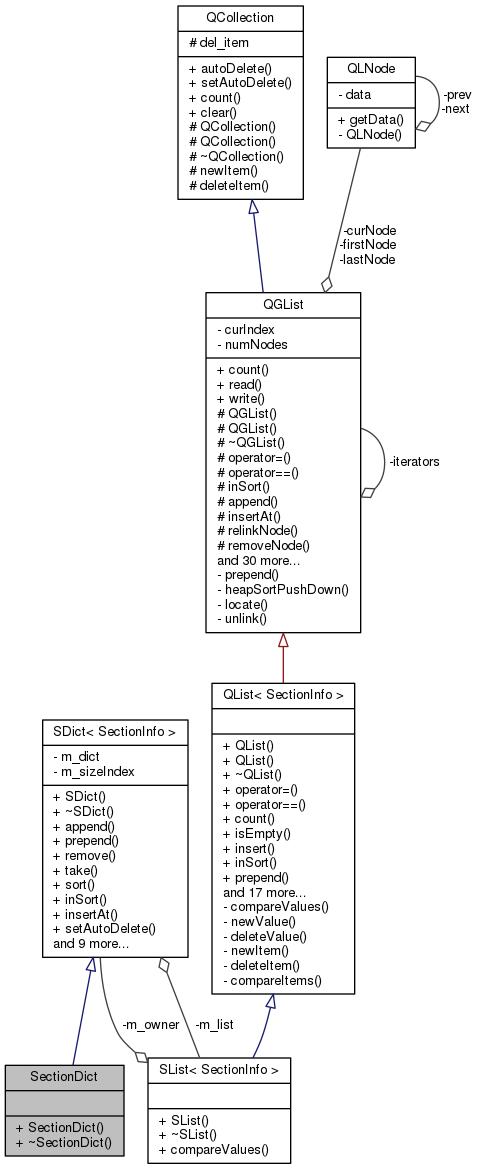 QCollection
# del_item
+ autoDelete()
+ setAutoDelete()
+ count()
+ clear()
# QCollection()
# QCollection()
# ~QCollection()
# newItem()
# deleteItem()
QLNode
- data
+ getData()
- QLNode()
-prev
-next
-curNode
-firstNode
-lastNode
QGList
- curIndex
- numNodes
+ count()
+ read()
+ write()
# QGList()
# QGList()
# ~QGList()
# operator=()
# operator==()
# inSort()
# append()
# insertAt()
# relinkNode()
# removeNode()
and 30 more...
- prepend()
- heapSortPushDown()
- locate()
- unlink()
-iterators
QList< SectionInfo >
+ QList()
+ QList()
+ ~QList()
+ operator=()
+ operator==()
+ count()
+ isEmpty()
+ insert()
+ inSort()
+ prepend()
and 17 more...
- compareValues()
- newValue()
- deleteValue()
- newItem()
- deleteItem()
- compareItems()
SDict< SectionInfo >
- m_dict
- m_sizeIndex
+ SDict()
+ ~SDict()
+ append()
+ prepend()
+ remove()
+ take()
+ sort()
+ inSort()
+ insertAt()
+ setAutoDelete()
and 9 more...
-m_owner
-m_list
SectionDict
+ SectionDict()
+ ~SectionDict()
SList< SectionInfo >
+ SList()
+ ~SList()
+ compareValues()